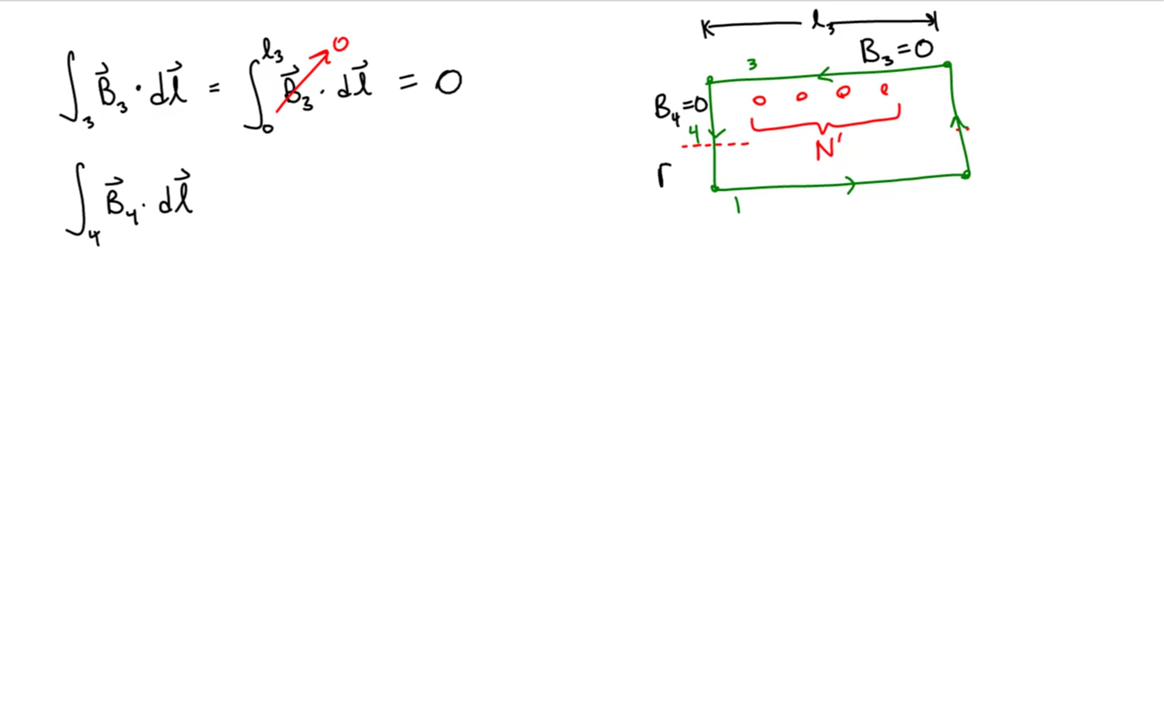 ∫₃ B⃗₃ · dl⃗ = ∫₀^l₃ B⃗₃ · dl⃗ = 0
0
∫₄ B⃗₄ · dl⃗
l₃
B₃ = 0
3
B₄ = 0
4
N'
r
1